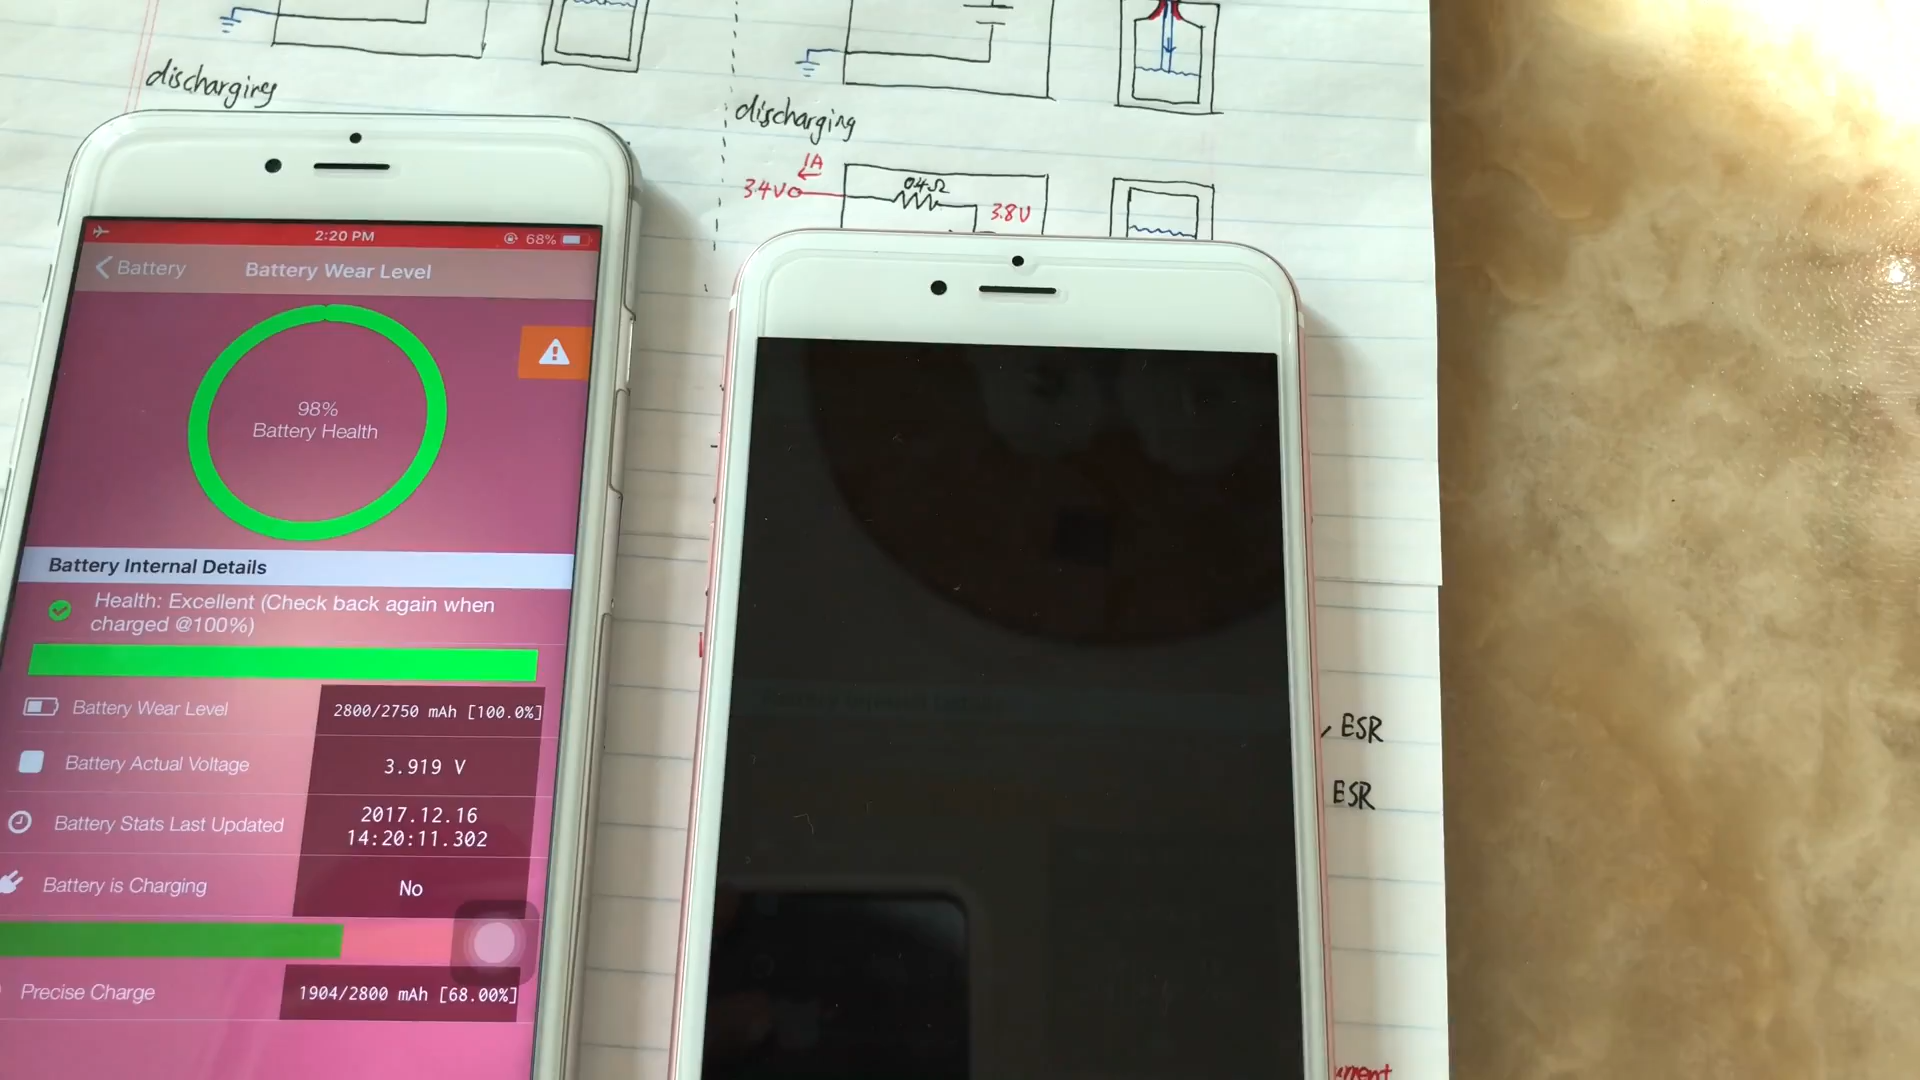 discharging
discharging
1A
3.4V
0.4Ω
3.8V
2:20 PM
68%
Battery
Battery Wear Level
98%
Battery Health
Battery Internal Details
Health: Excellent (Check back again when
charged @100%)
Battery Wear Level
2800/2750 mAh [100.0%]
Battery Actual Voltage
3.919 V
Battery Stats Last Updated
2017.12.16
14:20:11.302
Battery is Charging
No
Precise Charge
1904/2800 mAh [68.00%]
Battery Internal Details
ESR
ESR